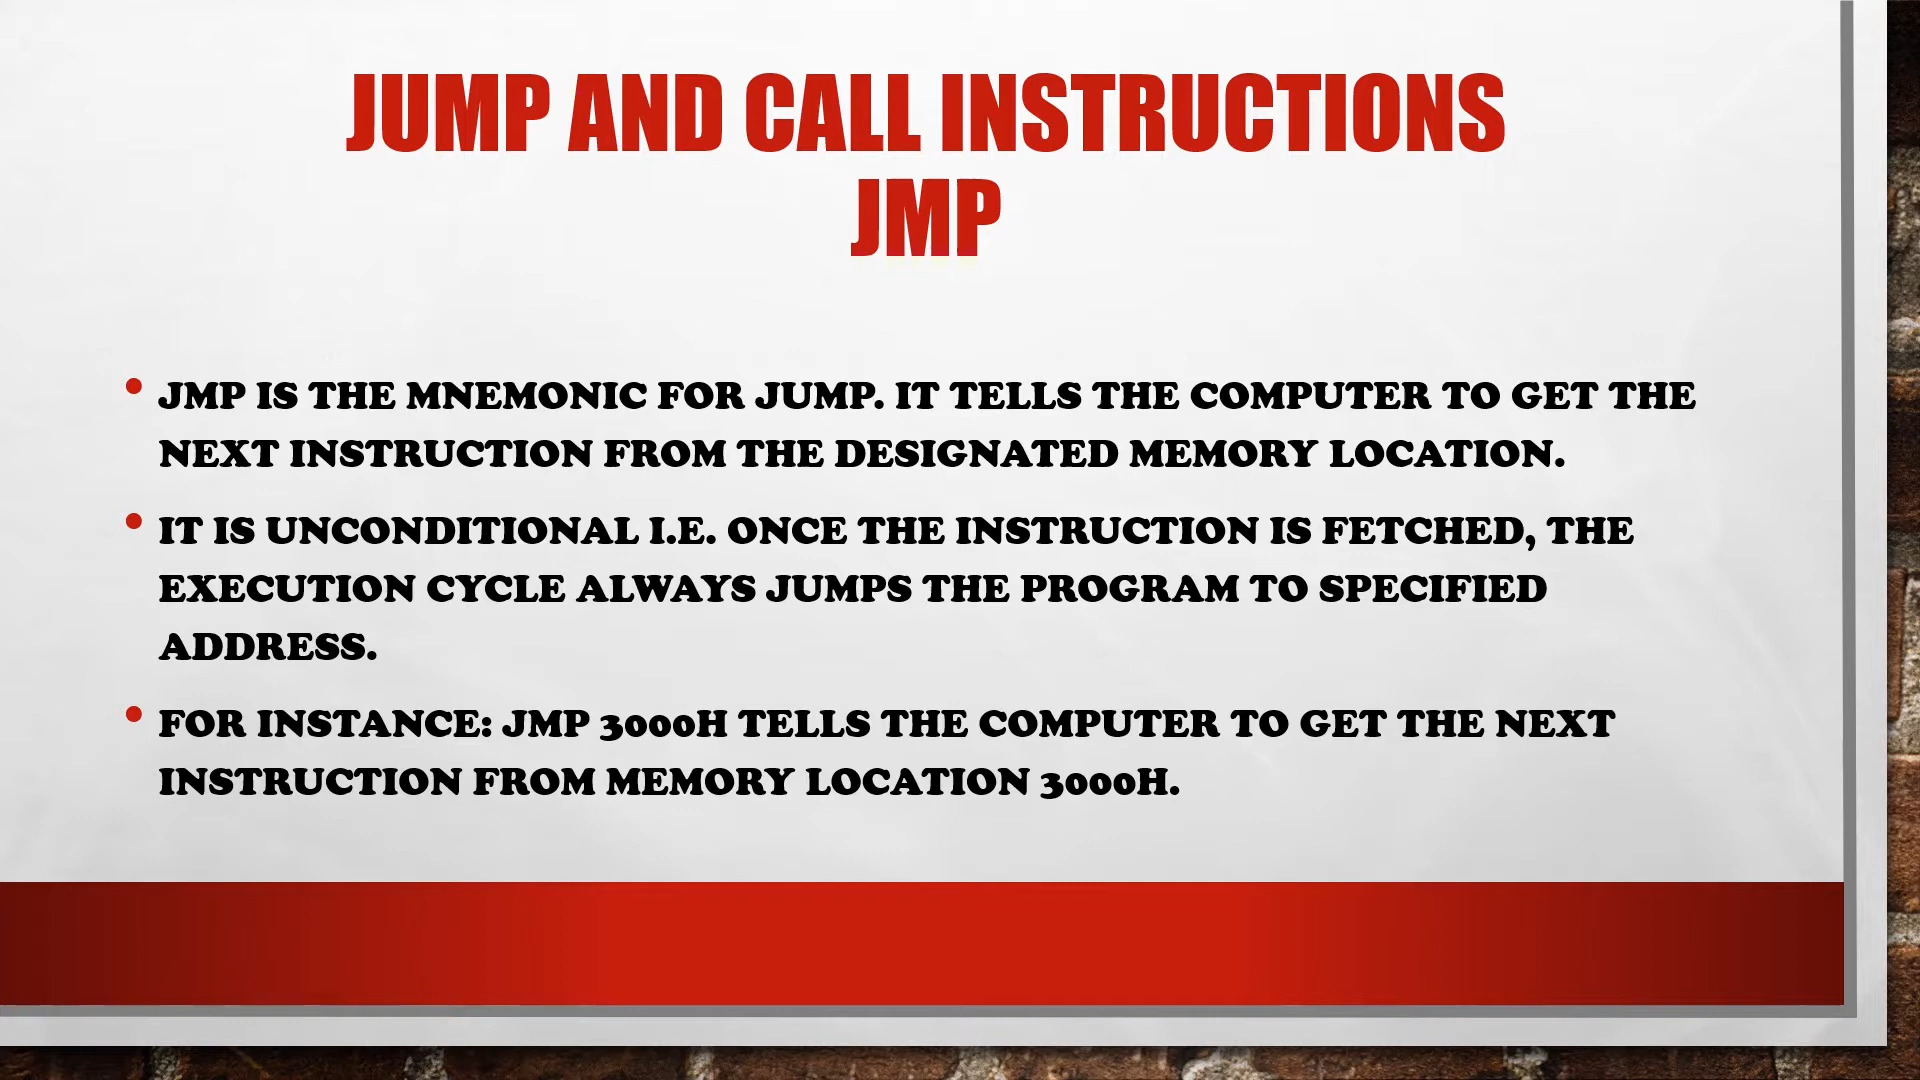 JUMP AND CALL INSTRUCTIONS
JMP
• JMP IS THE MNEMONIC FOR JUMP. IT TELLS THE COMPUTER TO GET THE
NEXT INSTRUCTION FROM THE DESIGNATED MEMORY LOCATION.
• IT IS UNCONDITIONAL I.E. ONCE THE INSTRUCTION IS FETCHED, THE
EXECUTION CYCLE ALWAYS JUMPS THE PROGRAM TO SPECIFIED
ADDRESS.
• FOR INSTANCE: JMP 3000H TELLS THE COMPUTER TO GET THE NEXT
INSTRUCTION FROM MEMORY LOCATION 3000H.